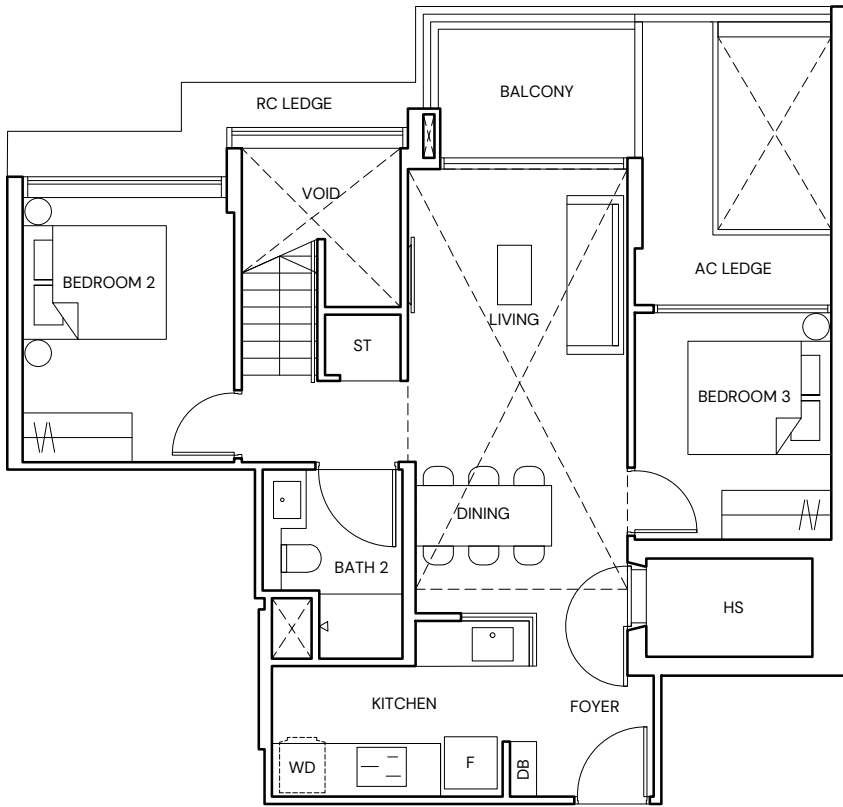 BALCONY
RC LEDGE
VOID
AC LEDGE
BEDROOM 2
LIVING
ST
BEDROOM 3
DINING
BATH 2
HS
KITCHEN
FOYER
WD
F
DB